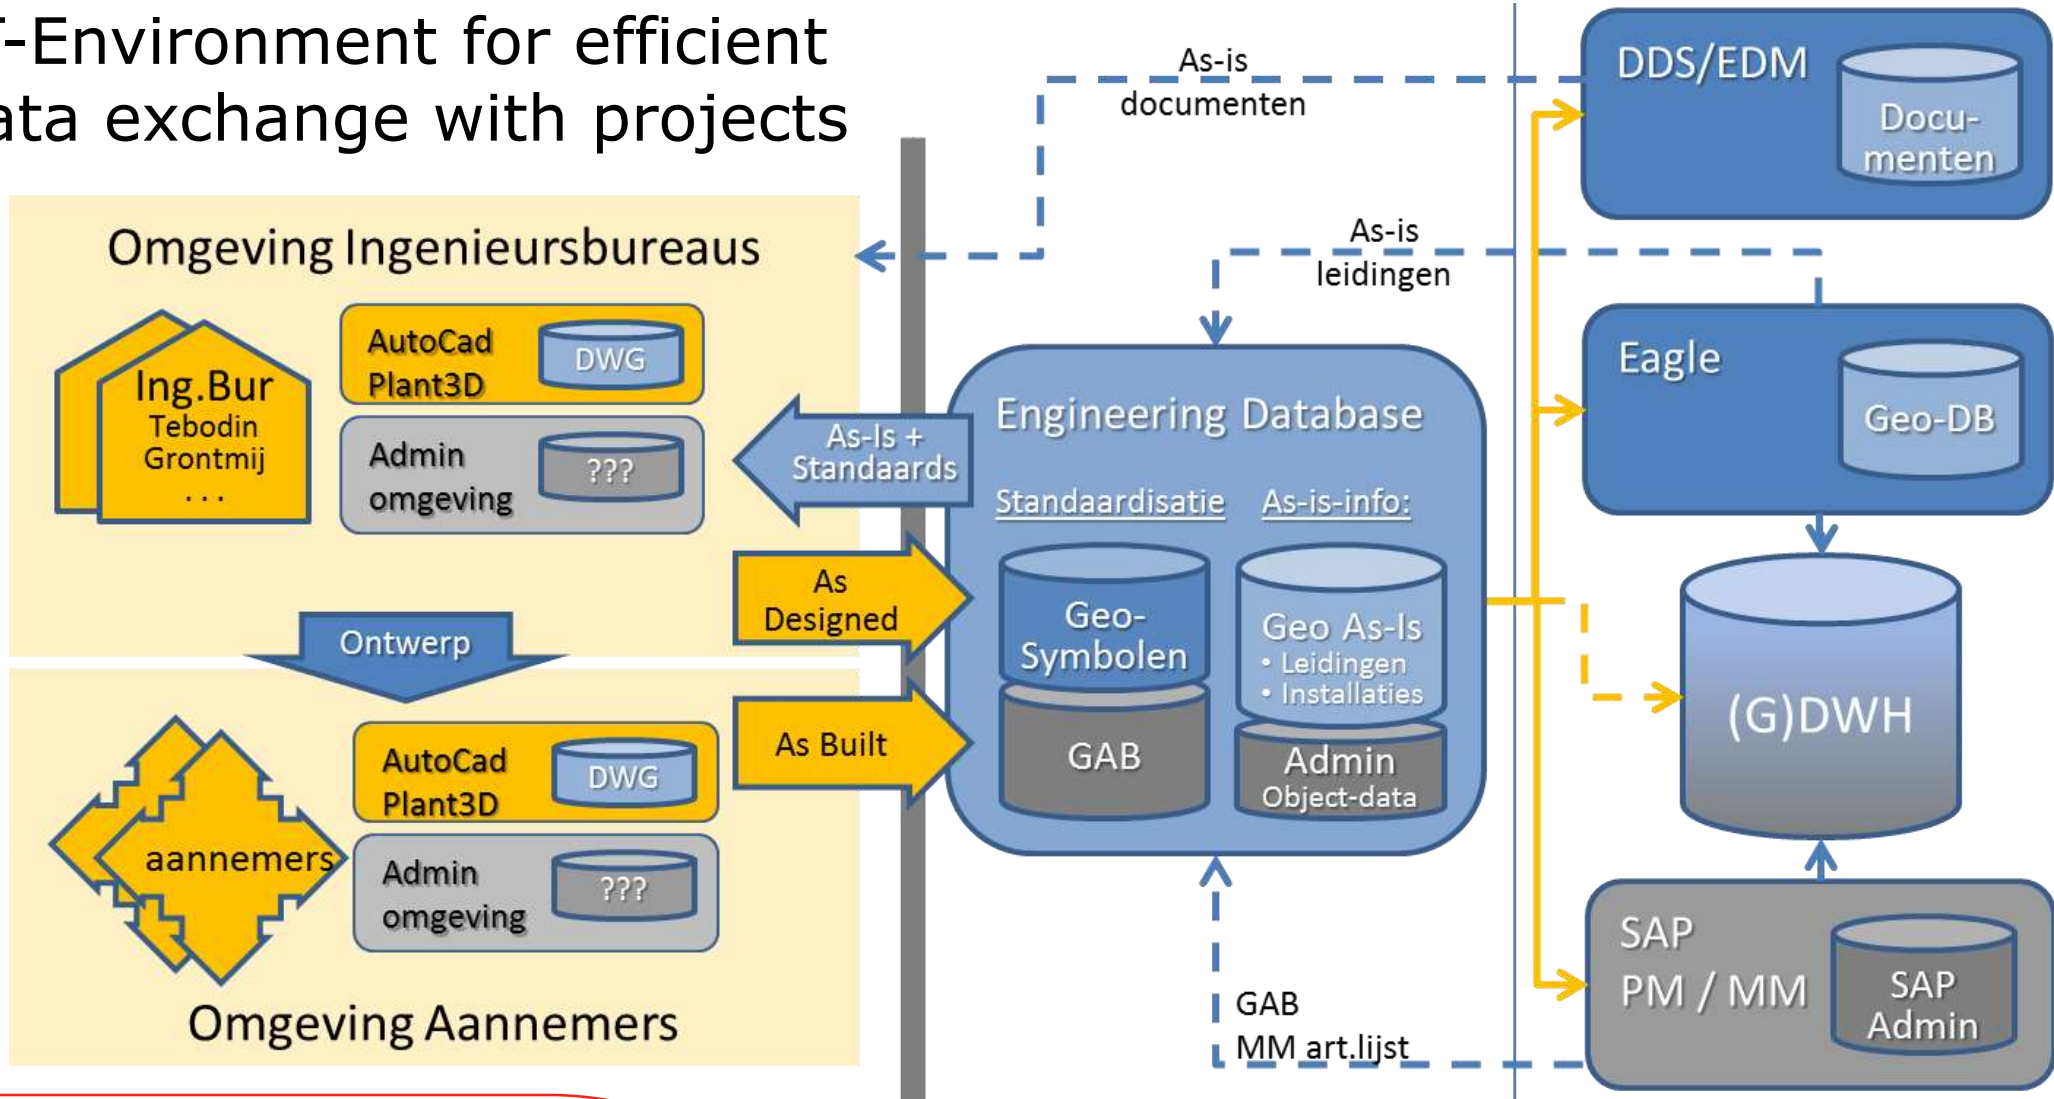 T-Environment for efficient
ata exchange with projects
As-is
documenten
DDS/EDM
Docu-
menten
As-is
leidingen
Eagle
Geo-DB
Omgeving Ingenieursbureaus
Ing.Bur
Tebodin
Grontmij
...
AutoCad
Plant3D
DWG
Admin
omgeving
???
As-Is +
Standaards
As
Designed
Ontwerp
As Built
Engineering Database
Standaardisatie
As-is-info:
Geo-
Symbolen
GAB
Geo As-Is
• Leidingen
• Installaties
Admin
Object-data
(G)DWH
aannemers
AutoCad
Plant3D
DWG
Admin
omgeving
???
Omgeving Aannemers
GAB
MM art.lijst
SAP
PM / MM
SAP
Admin